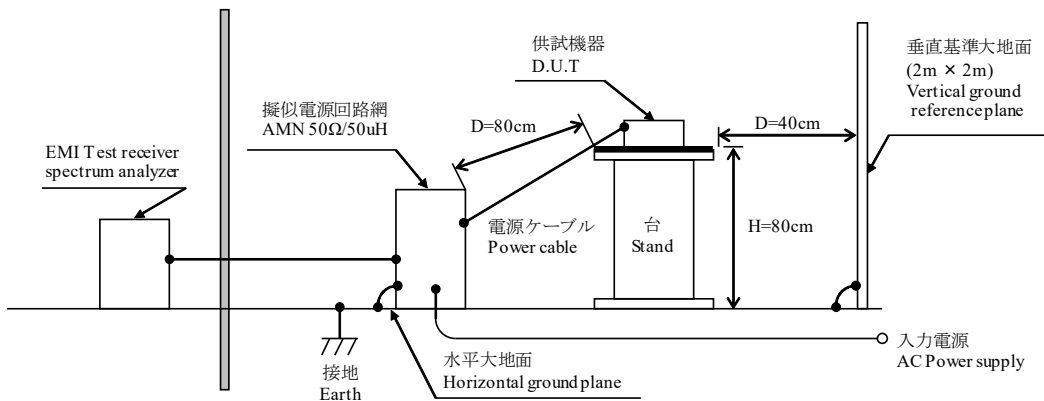 供試機器
D.U.T
垂直基準大地面
(2m × 2m)
Vertical ground
reference plane
擬似電源回路網
AMN 50Ω/50uH
D=80cm
D=40cm
EMI Test receiver
spectrum analyzer
電源ケーブル
Power cable
台
Stand
H=80cm
接地
Earth
水平大地面
Horizontal ground plane
入力電源
AC Power supply